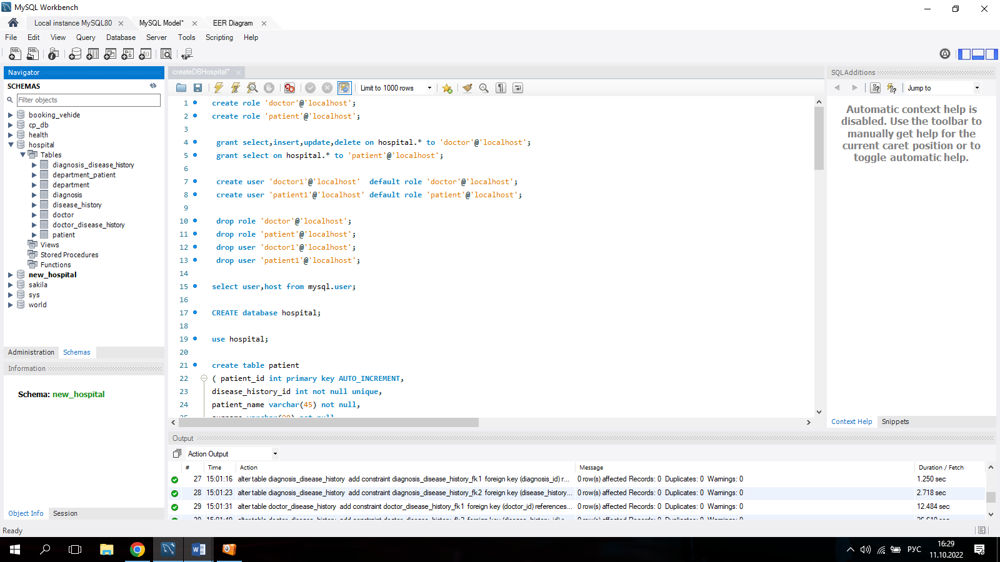 MySQL Workbench
Local instance MySQL80
MySQL Model*
EER Diagram
File Edit View Query Database Server Tools Scripting Help
Navigator
SCHEMAS
Filter objects
booking_vehide
cp_db
health
hospital
Tables
diagnosis_disease_history
department_patient
department
diagnosis
disease_history
doctor
doctor_disease_history
patient
Views
Stored Procedures
Functions
new_hospital
sakila
sys
world
Administration Schemas
Information
Schema: new_hospital
Object Info Session
createDBHospital*
Limit to 1000 rows
1 create role 'doctor'@'localhost';
2 create role 'patient'@'localhost';
3
4 grant select,insert,update,delete on hospital.* to 'doctor'@'localhost';
5 grant select on hospital.* to 'patient'@'localhost';
6
7 create user 'doctor1'@'localhost'  default role 'doctor'@'localhost';
8 create user 'patient1'@'localhost' default role 'patient'@'localhost';
9
10 drop role 'doctor'@'localhost';
11 drop role 'patient'@'localhost';
12 drop user 'doctor1'@'localhost';
13 drop user 'patient1'@'localhost';
14
15 select user,host from mysql.user;
16
17 CREATE database hospital;
18
19 use hospital;
20
21 create table patient
22 ( patient_id int primary key AUTO_INCREMENT,
23 disease_history_id int not null unique,
24 patient_name varchar(45) not null,
SQLAdditions
Jump to
Automatic context help is
disabled. Use the toolbar to
manually get help for the
current caret position or to
toggle automatic help.
Context Help Snippets
Output
Action Output
# Time Action Message Duration / Fetch
27 15:01:16 alter table diagnosis_disease_history add constraint diagnosis_disease_history_fk1 foreign key (diagnosis_id) r... 0 row(s) affected Records: 0 Duplicates: 0 Warnings: 0 1.250 sec
28 15:01:23 alter table diagnosis_disease_history add constraint diagnosis_disease_history_fk2 foreign key (disease_history... 0 row(s) affected Records: 0 Duplicates: 0 Warnings: 0 2.718 sec
29 15:01:31 alter table doctor_disease_history add constraint doctor_disease_history_fk1 foreign key (doctor_id) references... 0 row(s) affected Records: 0 Duplicates: 0 Warnings: 0 12.484 sec
Ready
РУС
16:29
11.10.2022